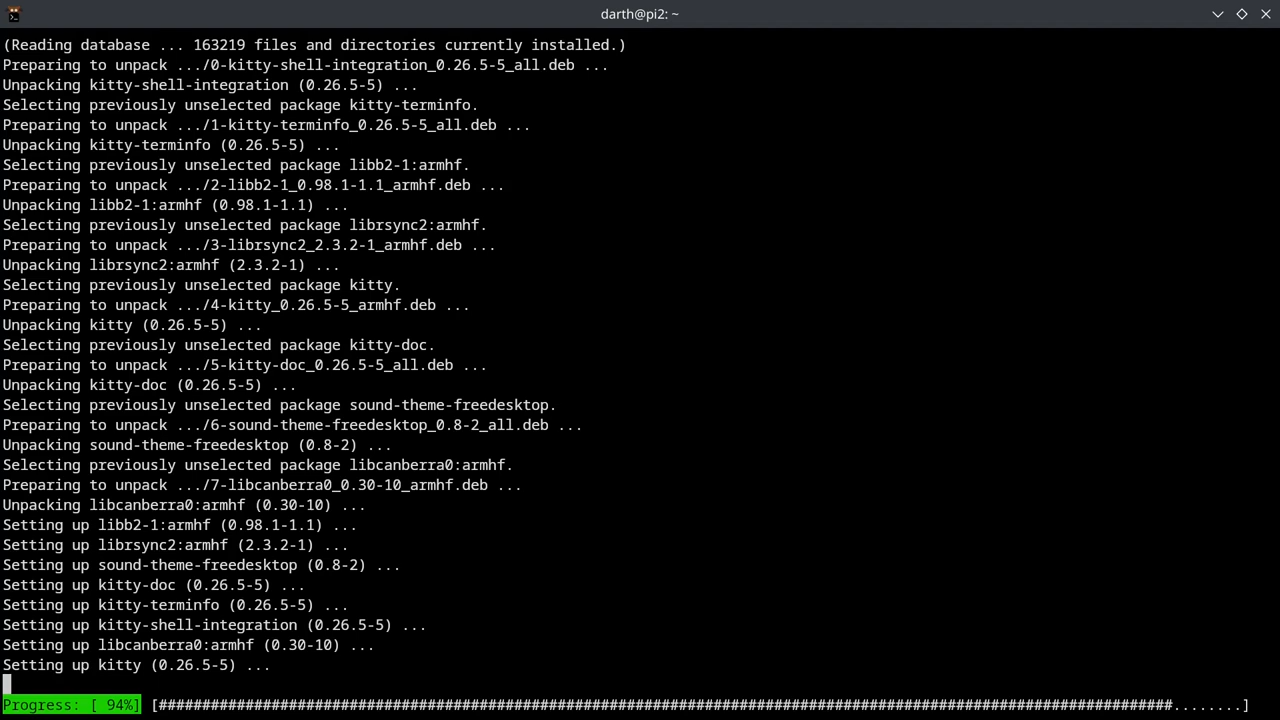 darth@pi2: ~
(Reading database ... 163219 files and directories currently installed.)
Preparing to unpack .../0-kitty-shell-integration_0.26.5-5_all.deb ...
Unpacking kitty-shell-integration (0.26.5-5) ...
Selecting previously unselected package kitty-terminfo.
Preparing to unpack .../1-kitty-terminfo_0.26.5-5_all.deb ...
Unpacking kitty-terminfo (0.26.5-5) ...
Selecting previously unselected package libb2-1:armhf.
Preparing to unpack .../2-libb2-1_0.98.1-1.1_armhf.deb ...
Unpacking libb2-1:armhf (0.98.1-1.1) ...
Selecting previously unselected package librsync2:armhf.
Preparing to unpack .../3-librsync2_2.3.2-1_armhf.deb ...
Unpacking librsync2:armhf (2.3.2-1) ...
Selecting previously unselected package kitty.
Preparing to unpack .../4-kitty_0.26.5-5_armhf.deb ...
Unpacking kitty (0.26.5-5) ...
Selecting previously unselected package kitty-doc.
Preparing to unpack .../5-kitty-doc_0.26.5-5_all.deb ...
Unpacking kitty-doc (0.26.5-5) ...
Selecting previously unselected package sound-theme-freedesktop.
Preparing to unpack .../6-sound-theme-freedesktop_0.8-2_all.deb ...
Unpacking sound-theme-freedesktop (0.8-2) ...
Selecting previously unselected package libcanberra0:armhf.
Preparing to unpack .../7-libcanberra0_0.30-10_armhf.deb ...
Unpacking libcanberra0:armhf (0.30-10) ...
Setting up libb2-1:armhf (0.98.1-1.1) ...
Setting up librsync2:armhf (2.3.2-1) ...
Setting up sound-theme-freedesktop (0.8-2) ...
Setting up kitty-doc (0.26.5-5) ...
Setting up kitty-terminfo (0.26.5-5) ...
Setting up kitty-shell-integration (0.26.5-5) ...
Setting up libcanberra0:armhf (0.30-10) ...
Setting up kitty (0.26.5-5) ...
Progress: [ 94%] [#####################################################################################################################........]